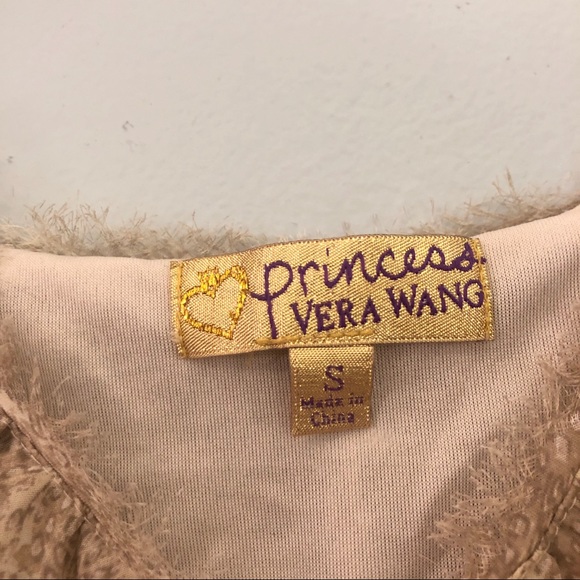 princess.
VERA WANG
S
Made in
China